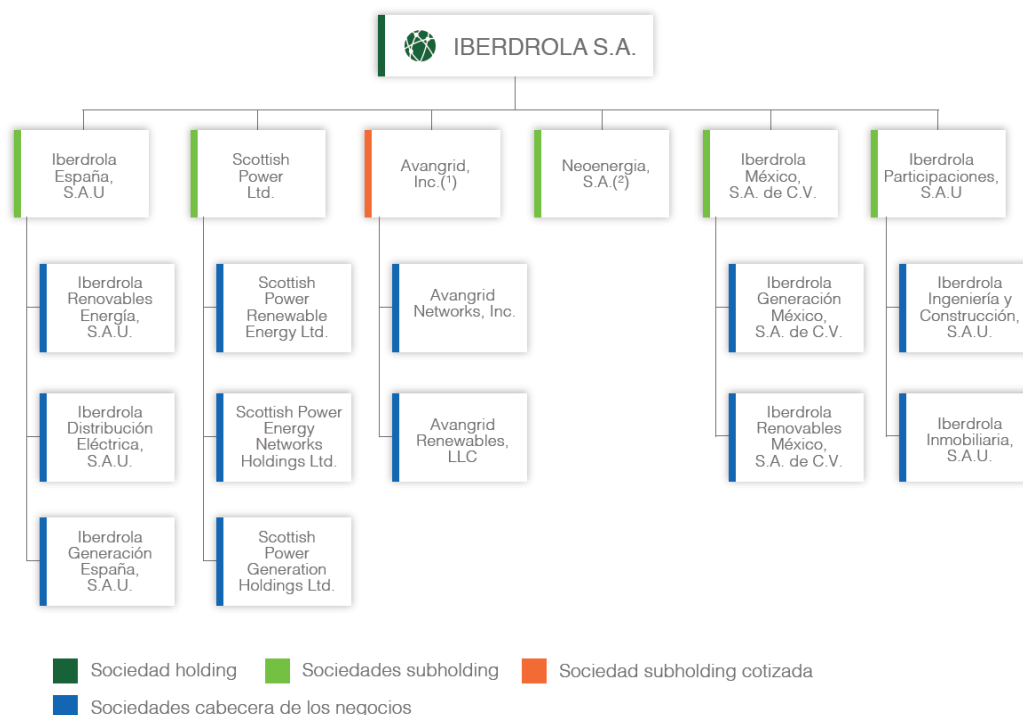 IBERDROLA S.A.
Iberdrola
España,
S.A.U
Scottish
Power
Ltd.
Avangrid,
Inc.(¹)
Neoenergia,
S.A.(²)
Iberdrola
México,
S.A. de C.V.
Iberdrola
Participaciones,
S.A.U
Iberdrola
Renovables
Energía,
S.A.U.
Scottish
Power
Renewable
Energy Ltd.
Avangrid
Networks, Inc.
Iberdrola
Generación
México,
S.A. de C.V.
Iberdrola
Ingeniería y
Construcción,
S.A.U.
Iberdrola
Distribución
Eléctrica,
S.A.U.
Scottish Power
Energy
Networks
Holdings Ltd.
Avangrid
Renewables,
LLC
Iberdrola
Renovables
México,
S.A. de C.V.
Iberdrola
Inmobiliaria,
S.A.U.
Iberdrola
Generación
España,
S.A.U.
Scottish
Power
Generation
Holdings Ltd.
Sociedad holding
Sociedades subholding
Sociedad subholding cotizada
Sociedades cabecera de los negocios